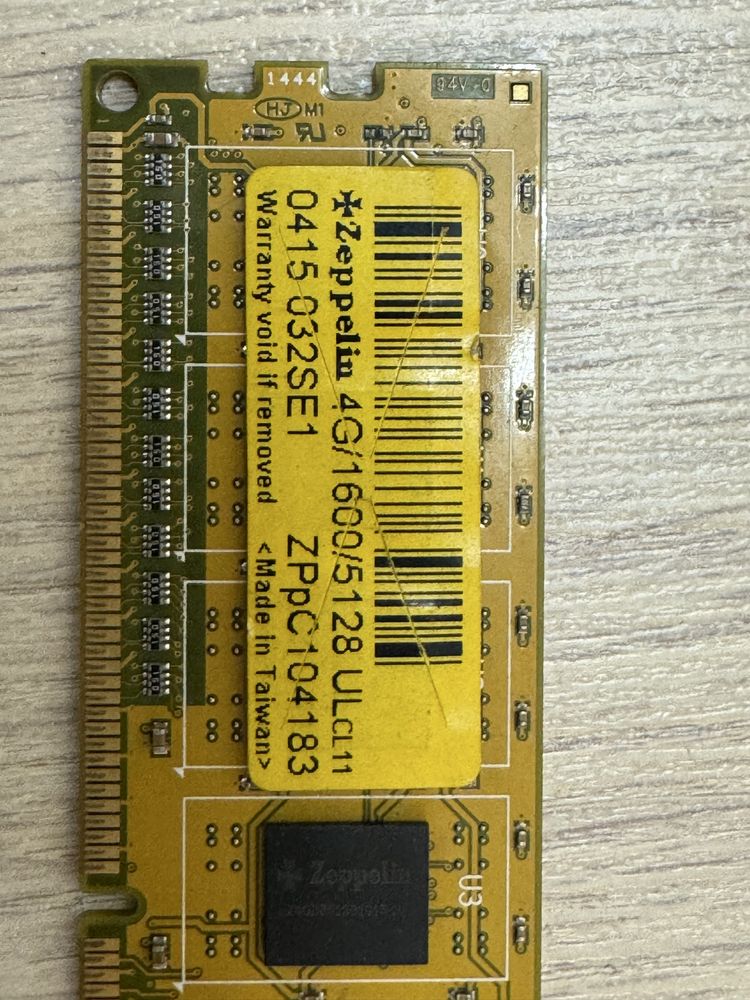 1444
94V-0
HJ M1
Zeppelin 4G/1600/5128 ULCL11
0415 032SE1 ZPpC104183
Warranty void if removed <Made in Taiwan>
Zeppelin
U3